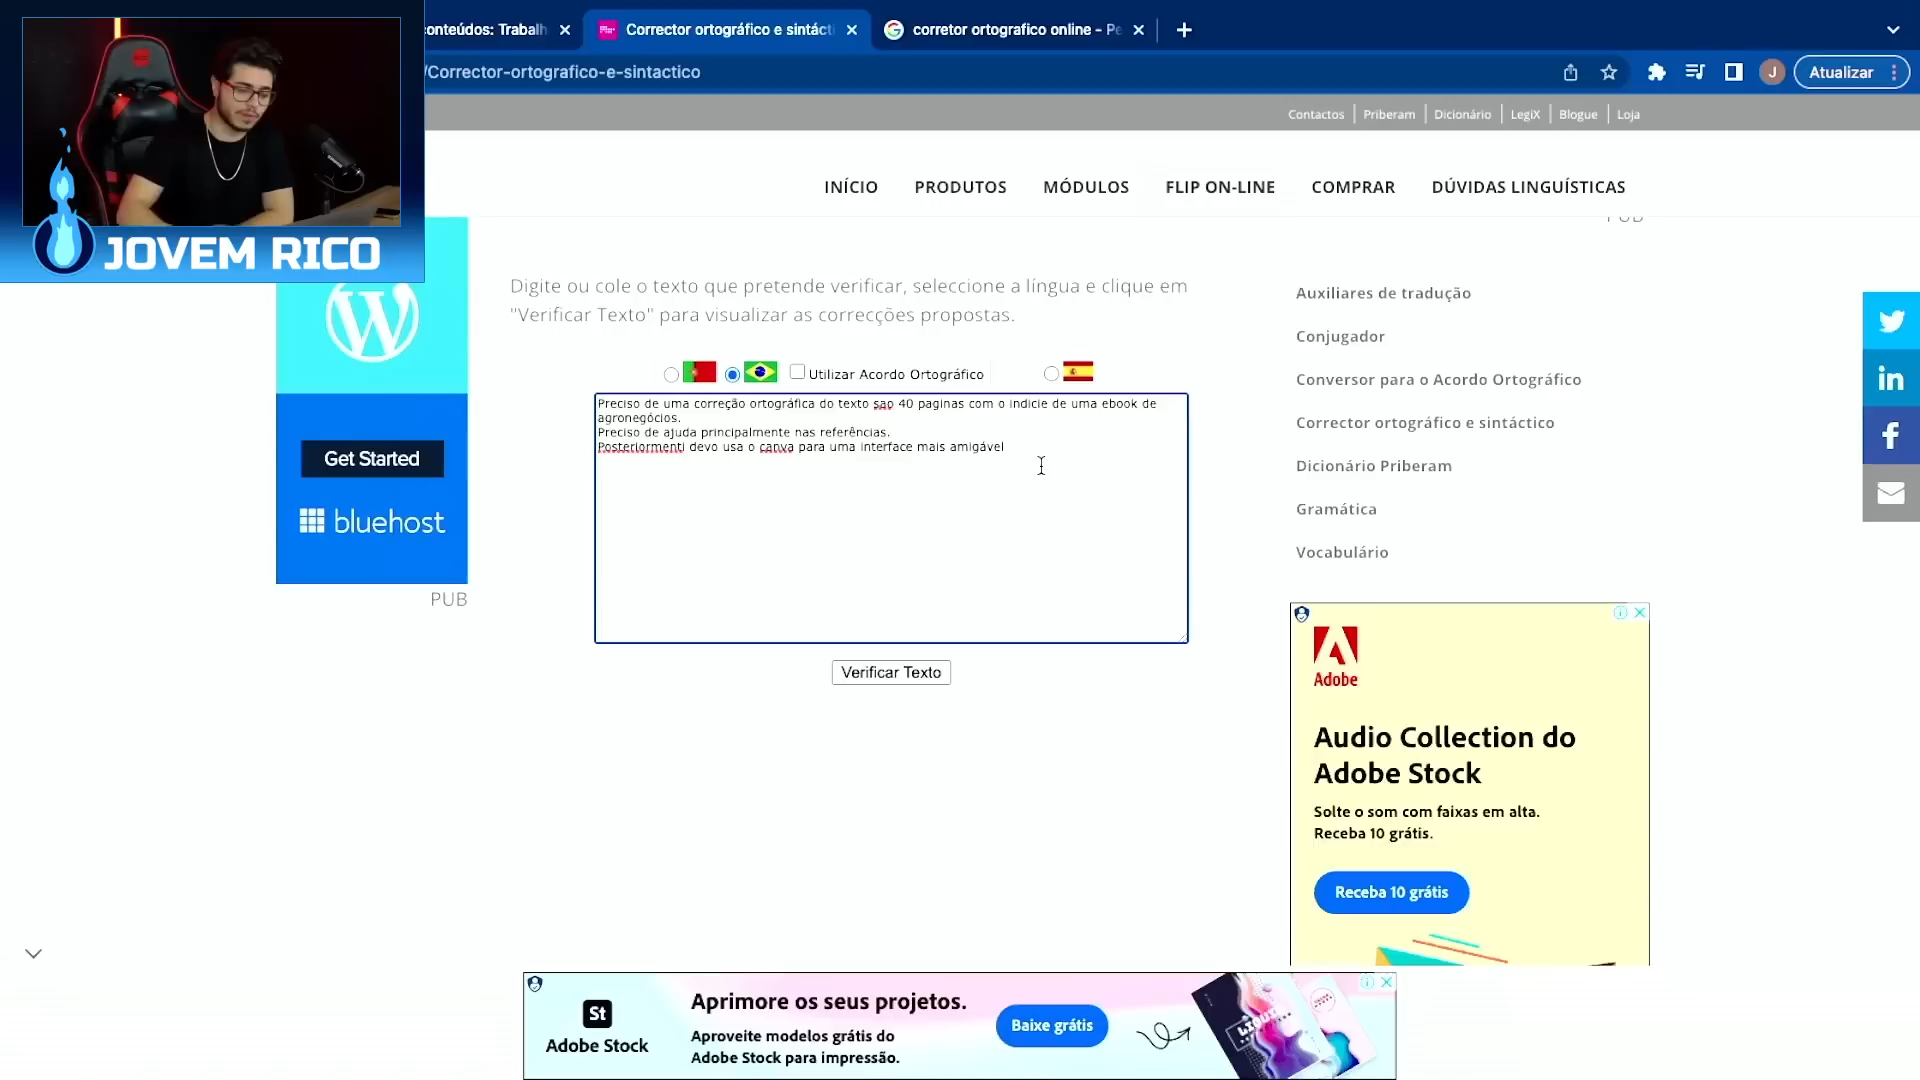 conteúdos: Trabalh
Corrector ortográfico e sintácti
corretor ortografico online - Pe
/Corrector-ortografico-e-sintactico
J
Atualizar
Contactos
Priberam
Dicionário
LegiX
Blogue
Loja
INÍCIO
PRODUTOS
MÓDULOS
FLIP ON-LINE
COMPRAR
DÚVIDAS LINGUÍSTICAS
PUB
JOVEM RICO
Digite ou cole o texto que pretende verificar, seleccione a língua e clique em
"Verificar Texto" para visualizar as correcções propostas.
Utilizar Acordo Ortográfico
Preciso de uma correção ortográfica do texto sao 40 paginas com o indicie de uma ebook de
agronegócios.
Preciso de ajuda principalmente nas referências.
Posteriormenti devo usa o canva para uma interface mais amigável
Verificar Texto
Get Started
bluehost
PUB
Auxiliares de tradução
Conjugador
Conversor para o Acordo Ortográfico
Corrector ortográfico e sintáctico
Dicionário Priberam
Gramática
Vocabulário
Adobe
Audio Collection do
Adobe Stock
Solte o som com faixas em alta.
Receba 10 grátis.
Receba 10 grátis
St
Adobe Stock
Aprimore os seus projetos.
Aproveite modelos grátis do
Adobe Stock para impressão.
Baixe grátis